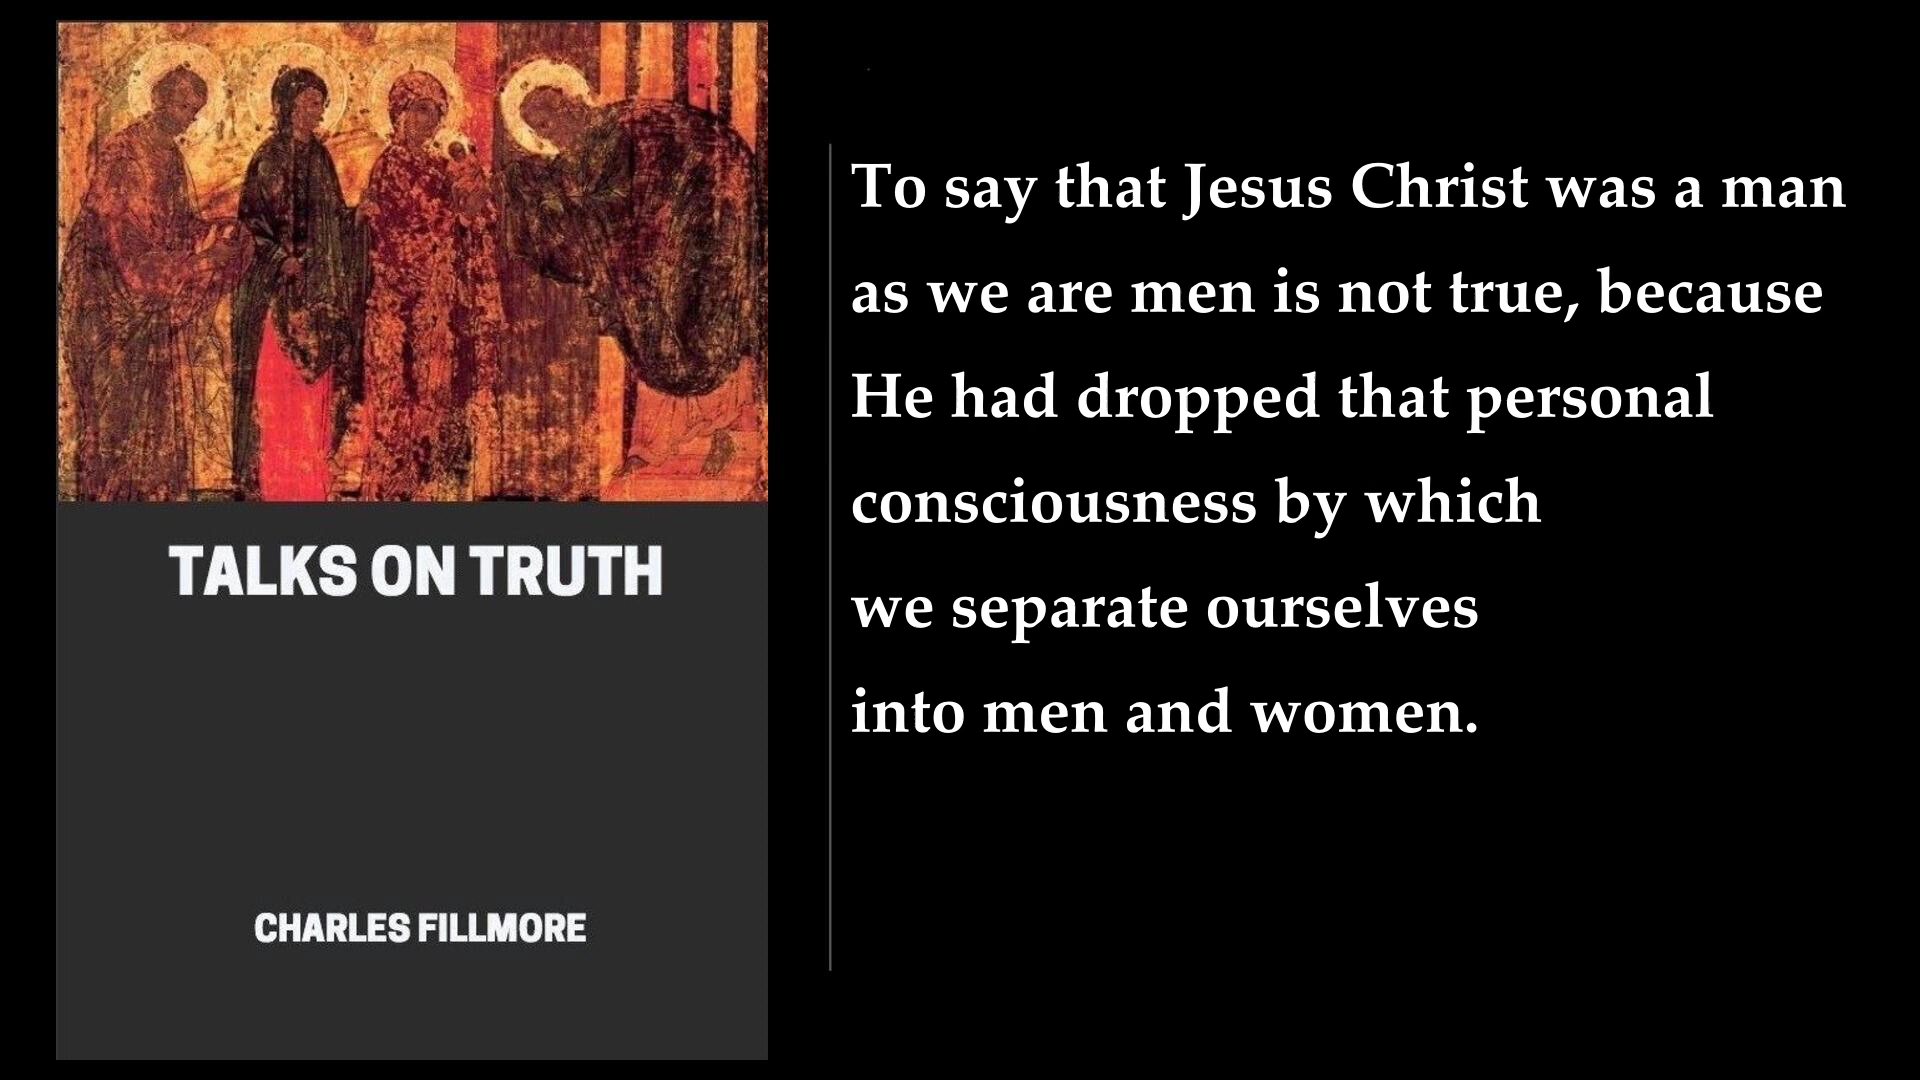 TALKS ON TRUTH
CHARLES FILLMORE
To say that Jesus Christ was a man
as we are men is not true, because
He had dropped that personal
consciousness by which
we separate ourselves
into men and women.